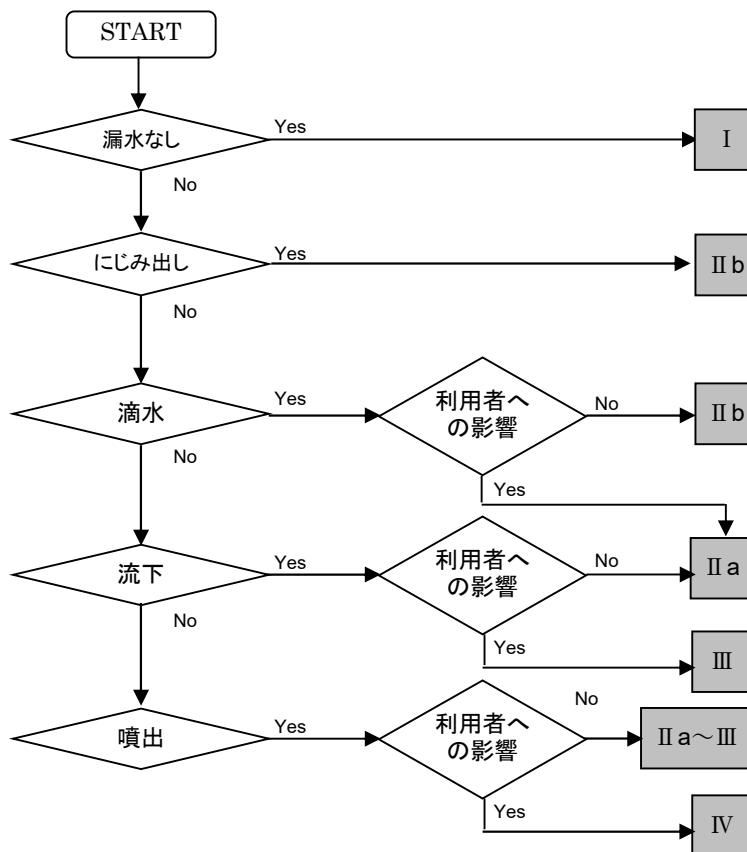 START
漏水なし
Yes
Ⅰ
No
にじみ出し
Yes
Ⅱb
No
滴水
Yes
利用者へ
の影響
No
Ⅱb
No
Yes
流下
Yes
利用者へ
の影響
No
Ⅱa
No
Yes
Ⅲ
噴出
Yes
利用者へ
の影響
No
Ⅱa～Ⅲ
Yes
Ⅳ